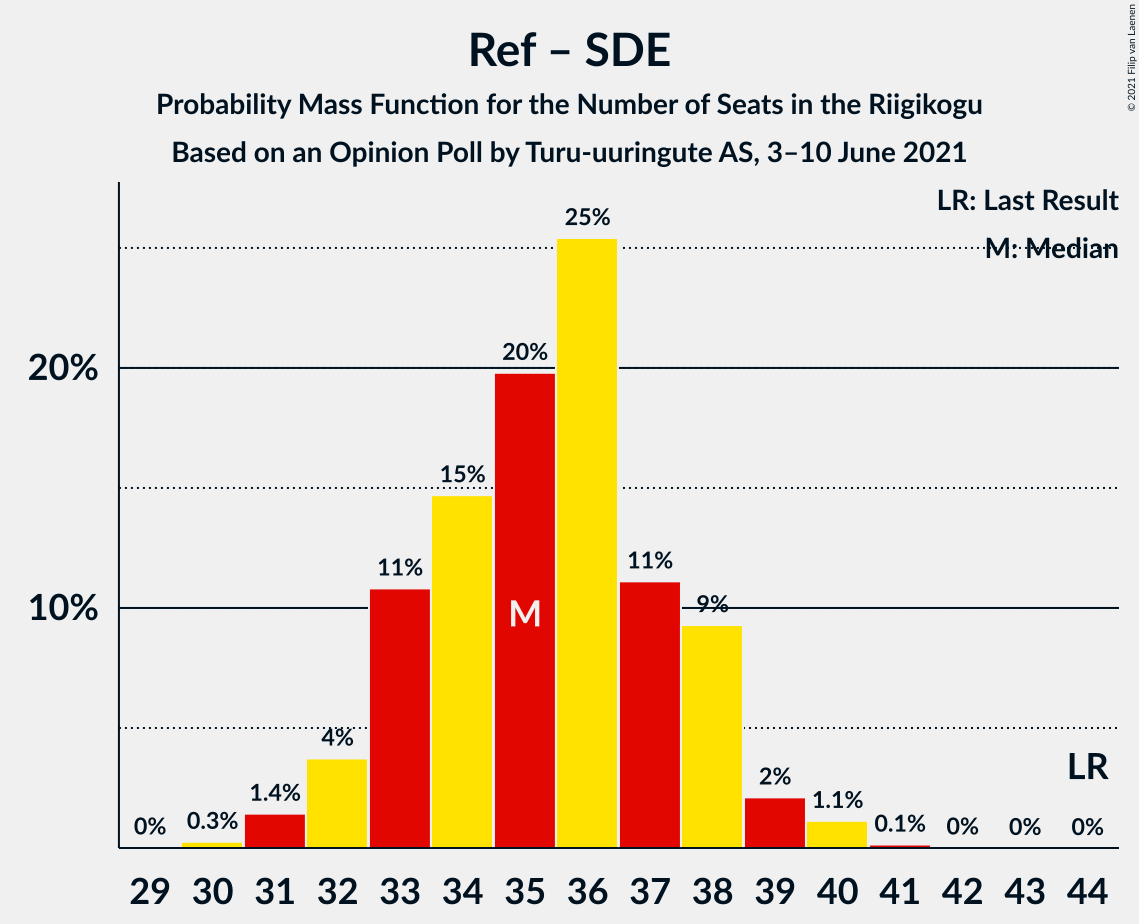 Ref – SDE
Probability Mass Function for the Number of Seats in the Riigikogu
Based on an Opinion Poll by Turu-uuringute AS, 3–10 June 2021
© 2021 Filip van Laenen
LR: Last Result
M: Median
20%
10%
0%
0.3%
1.4%
4%
11%
15%
20%
25%
11%
9%
2%
1.1%
0.1%
0%
0%
0%
M
LR
29 30 31 32 33 34 35 36 37 38 39 40 41 42 43 44